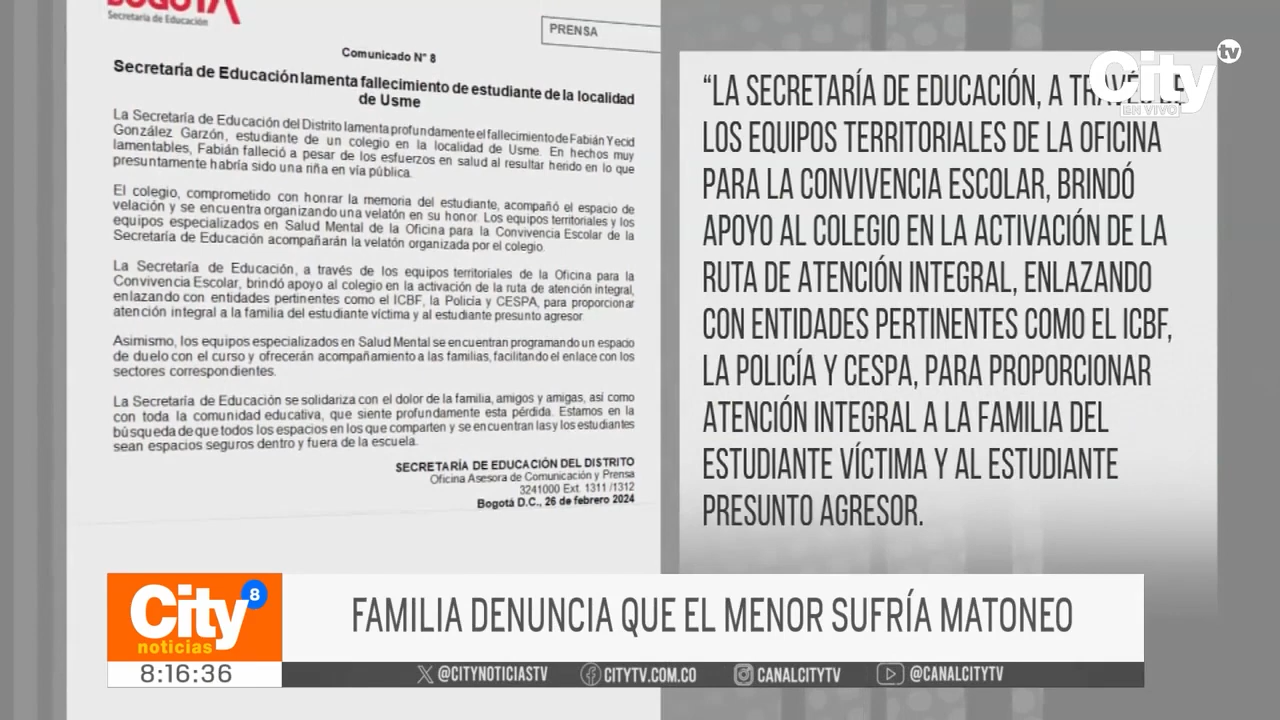 BOGOTÁ
Secretaría de Educación
PRENSA
Comunicado N° 8
Secretaría de Educación lamenta fallecimiento de estudiante de la localidad
de Usme
La Secretaría de Educación del Distrito lamenta profundamente el fallecimiento de Fabián Yecid
González Garzón, estudiante de un colegio en la localidad de Usme. En hechos muy
lamentables, Fabián falleció a pesar de los esfuerzos en salud al resultar herido en lo que
presuntamente habría sido una riña en vía pública.
El colegio, comprometido con honrar la memoria del estudiante, acompañó el espacio de
velación y se encuentra organizando una velatón en su honor. Los equipos territoriales y los
equipos especializados en Salud Mental de la Oficina para la Convivencia Escolar de la
Secretaría de Educación acompañarán la velatón organizada por el colegio.
La Secretaría de Educación, a través de los equipos territoriales de la Oficina para la
Convivencia Escolar, brindó apoyo al colegio en la activación de la ruta de atención integral,
enlazando con entidades pertinentes como el ICBF, la Policía y CESPA, para proporcionar
atención integral a la familia del estudiante víctima y al estudiante presunto agresor.
Asimismo, los equipos especializados en Salud Mental se encuentran programando un espacio
de duelo con el curso y ofrecerán acompañamiento a las familias, facilitando el enlace con los
sectores correspondientes.
La Secretaría de Educación se solidariza con el dolor de la familia, amigos y amigas, así como
con toda la comunidad educativa, que siente profundamente esta pérdida. Estamos en la
búsqueda de que todos los espacios en los que comparten y se encuentran las y los estudiantes
sean espacios seguros dentro y fuera de la escuela.
SECRETARÍA DE EDUCACIÓN DEL DISTRITO
Oficina Asesora de Comunicación y Prensa
3241000 Ext. 1311 /1312
Bogotá D.C., 26 de febrero 2024
City tv
EN VIVO
“LA SECRETARÍA DE EDUCACIÓN, A TRAVÉS DE
LOS EQUIPOS TERRITORIALES DE LA OFICINA
PARA LA CONVIVENCIA ESCOLAR, BRINDÓ
APOYO AL COLEGIO EN LA ACTIVACIÓN DE LA
RUTA DE ATENCIÓN INTEGRAL, ENLAZANDO
CON ENTIDADES PERTINENTES COMO EL ICBF,
LA POLICÍA Y CESPA, PARA PROPORCIONAR
ATENCIÓN INTEGRAL A LA FAMILIA DEL
ESTUDIANTE VÍCTIMA Y AL ESTUDIANTE
PRESUNTO AGRESOR.
City 8
noticias
8:16:36
FAMILIA DENUNCIA QUE EL MENOR SUFRÍA MATONEO
@CITYNOTICIASTV CITYTV.COM.CO CANALCITYTV @CANALCITYTV